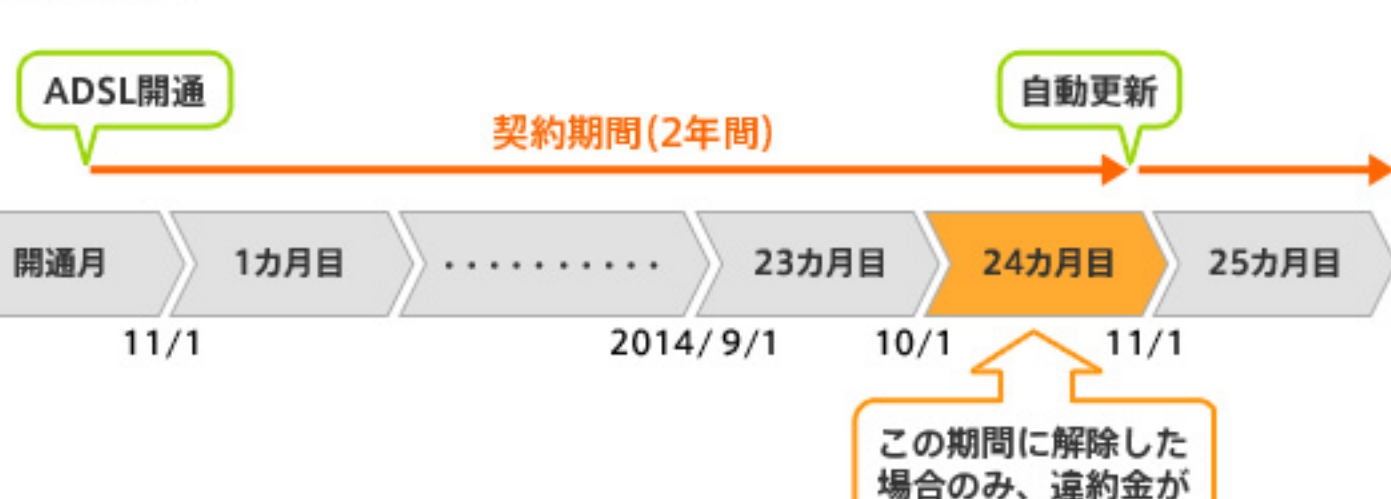 ADSL開通
自動更新
契約期間(2年間)
開通月
1カ月目
··········
23カ月目
24カ月目
25カ月目
11/1
2014/9/1
10/1
11/1
この期間に解除した
場合のみ、違約金が